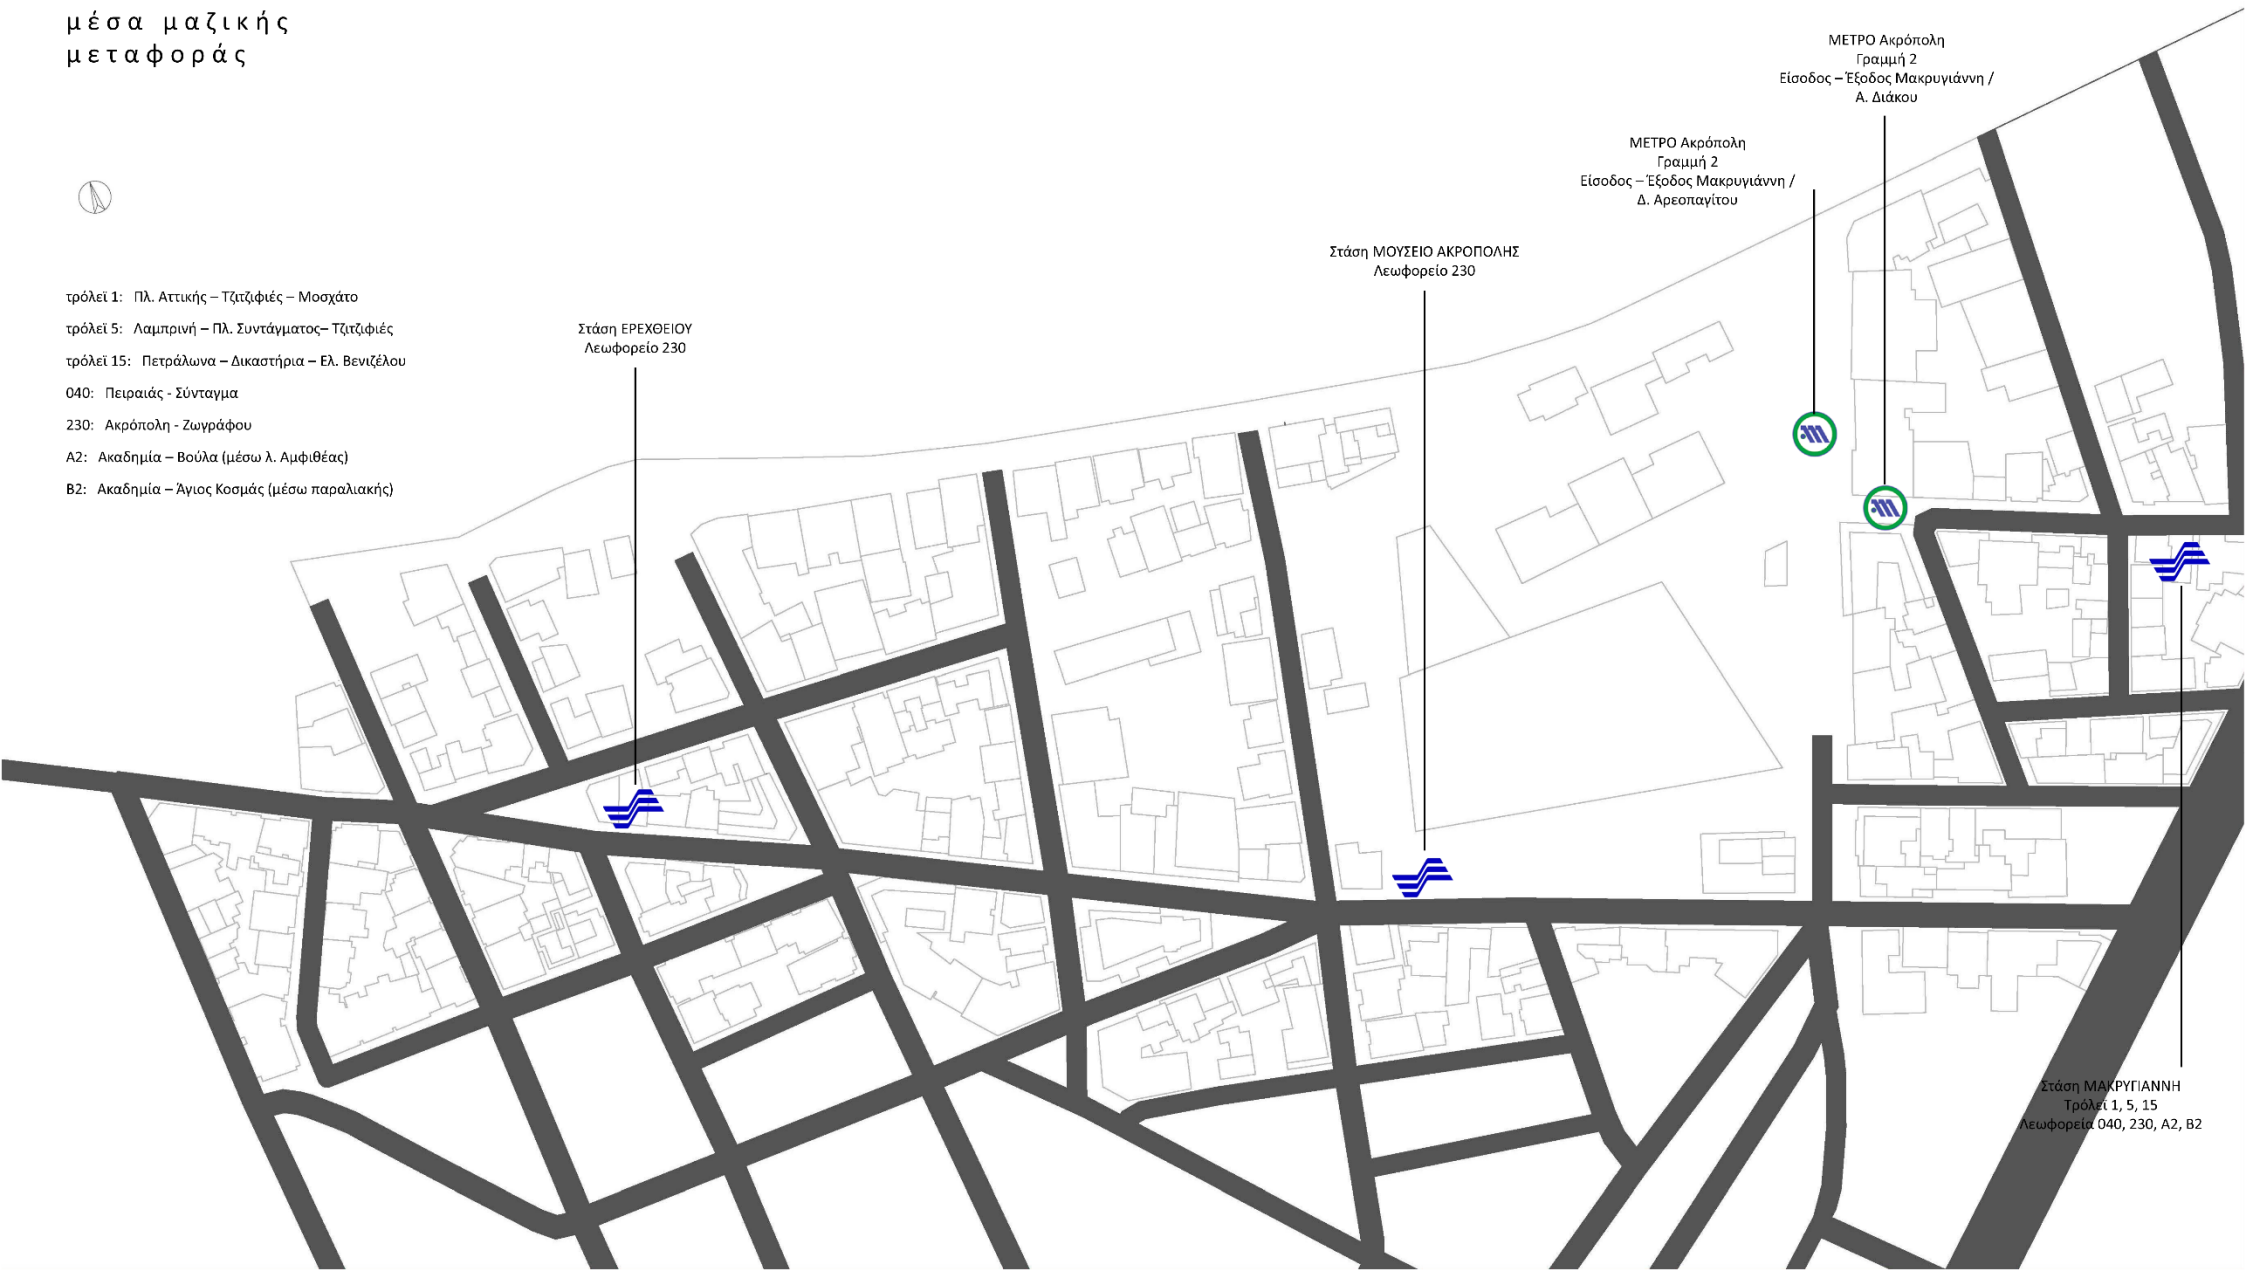 μέσα μαζικής
μεταφοράς
ΜΕΤΡΟ Ακρόπολη
Γραμμή 2
Είσοδος – Έξοδος Μακρυγιάννη /
Α. Διάκου
ΜΕΤΡΟ Ακρόπολη
Γραμμή 2
Είσοδος – Έξοδος Μακρυγιάννη /
Δ. Αρεοπαγίτου
Στάση ΜΟΥΣΕΙΟ ΑΚΡΟΠΟΛΗΣ
Λεωφορείο 230
τρόλεϊ 1: Πλ. Αττικής – Τζιτζιφιές – Μοσχάτο
τρόλεϊ 5: Λαμπρινή – Πλ. Συντάγματος– Τζιτζιφιές
τρόλεϊ 15: Πετράλωνα – Δικαστήρια – Ελ. Βενιζέλου
040: Πειραιάς - Σύνταγμα
230: Ακρόπολη - Ζωγράφου
Α2: Ακαδημία – Βούλα (μέσω λ. Αμφιθέας)
Β2: Ακαδημία – Άγιος Κοσμάς (μέσω παραλιακής)
Στάση ΕΡΕΧΘΕΙΟΥ
Λεωφορείο 230
Στάση ΜΑΚΡΥΓΙΑΝΝΗ
Τρόλεϊ 1, 5, 15
Λεωφορεία 040, 230, Α2, Β2